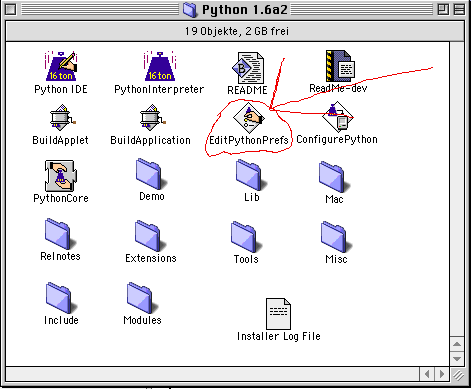 Python 1.6a2
19 Objekte, 2 GB frei
16 ton
16 ton
Python IDE
PythonInterpreter
README
ReadMe-dev
BuildApplet
BuildApplication
EditPythonPrefs
ConfigurePython
PythonCore
Demo
Lib
Mac
Relnotes
Extensions
Tools
Misc
Include
Modules
Installer Log File